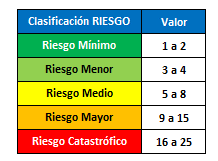 Clasificación RIESGO Valor
Riesgo Mínimo 1 a 2
Riesgo Menor 3 a 4
Riesgo Medio 5 a 8
Riesgo Mayor 9 a 15
Riesgo Catastrófico 16 a 25